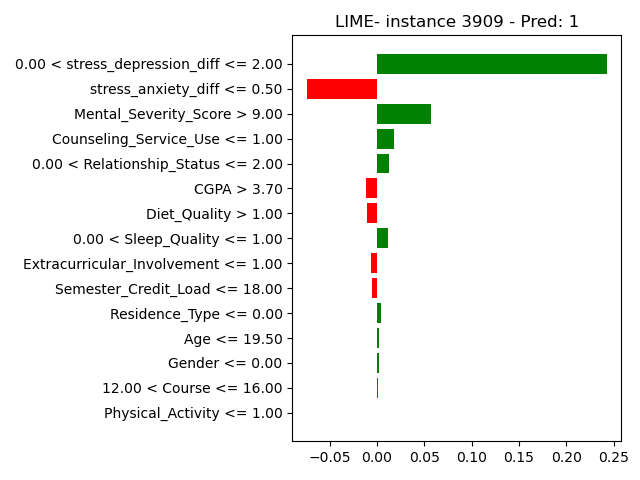 LIME- instance 3909 - Pred: 1
0.00 < stress_depression_diff <= 2.00
stress_anxiety_diff <= 0.50
Mental_Severity_Score > 9.00
Counseling_Service_Use <= 1.00
0.00 < Relationship_Status <= 2.00
CGPA > 3.70
Diet_Quality > 1.00
0.00 < Sleep_Quality <= 1.00
Extracurricular_Involvement <= 1.00
Semester_Credit_Load <= 18.00
Residence_Type <= 0.00
Age <= 19.50
Gender <= 0.00
12.00 < Course <= 16.00
Physical_Activity <= 1.00
−0.05 0.00 0.05 0.10 0.15 0.20 0.25